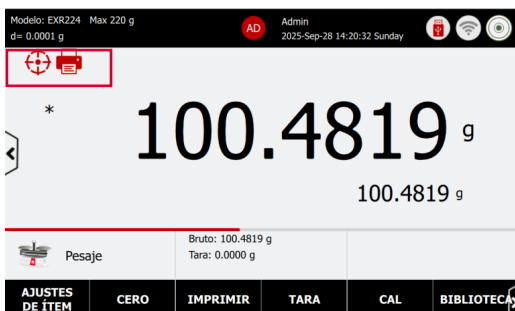 Modelo: EXR224 Max 220 g
d= 0.0001 g
AD
Admin
2025-Sep-28 14:20:32 Sunday
*
100.4819 g
100.4819 g
Pesaje
Bruto: 100.4819 g
Tara: 0.0000 g
AJUSTES
DE ÍTEM
CERO
IMPRIMIR
TARA
CAL
BIBLIOTECA